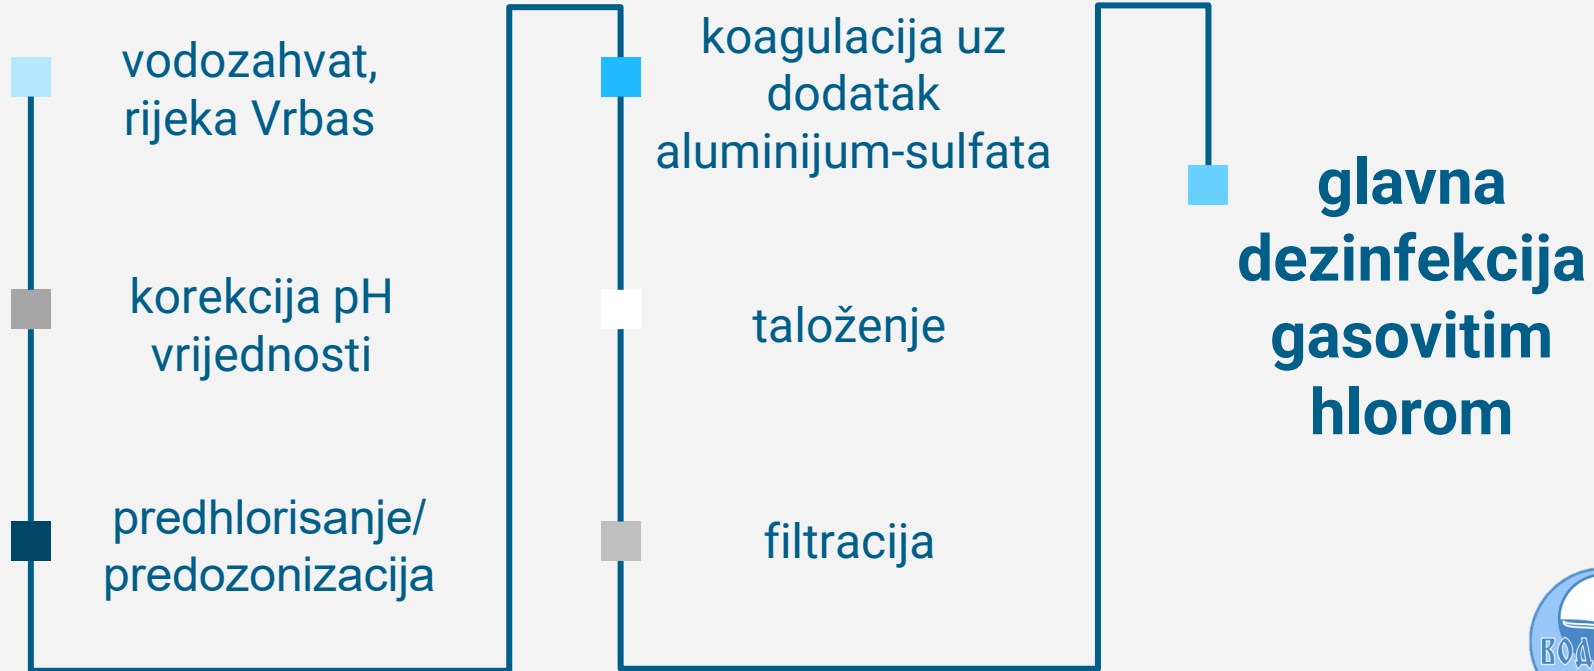 vodozahvat,
rijeka Vrbas
korekcija pH
vrijednosti
predhlorisanje/
predozonizacija
koagulacija uz
dodatak
aluminijum-sulfata
taloženje
filtracija
glavna
dezinfekcija
gasovitim
hlorom